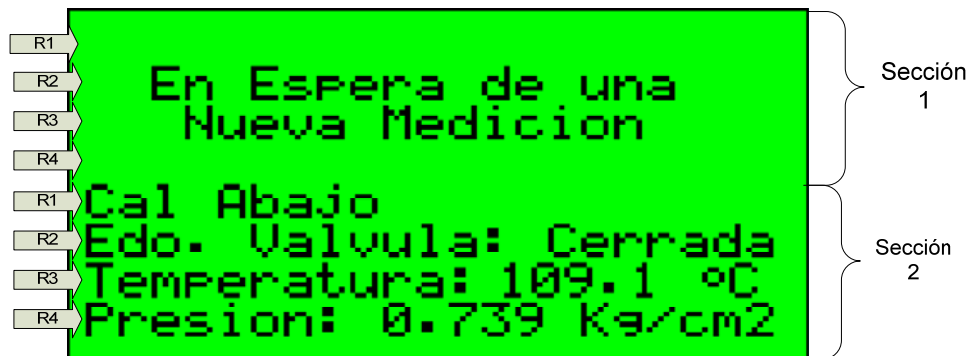 R1
R2 En Espera de una
R3 Nueva Medicion
R4
R1 Cal Abajo
R2 Edo. Valvula: Cerrada
R3 Temperatura: 109.1 ºC
R4 Presion: 0.739 Kg/cm2
Sección
1
Sección
2